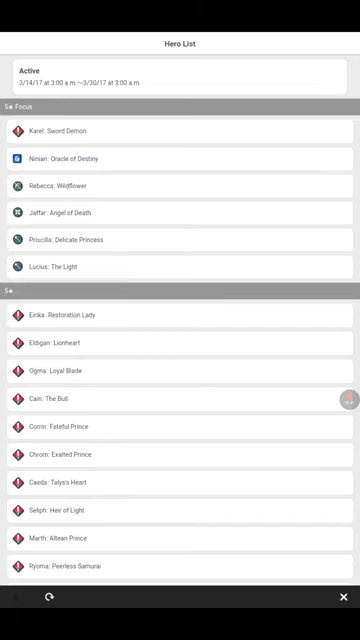 Hero List
Active
3/14/17 at 3:00 a.m.～3/30/17 at 3:00 a.m.
5★ Focus
Karel: Sword Demon
Ninian: Oracle of Destiny
Rebecca: Wildflower
Jaffar: Angel of Death
Priscilla: Delicate Princess
Lucius: The Light
5★
Eirika: Restoration Lady
Eldigan: Lionheart
Ogma: Loyal Blade
Cain: The Bull
Corrin: Fateful Prince
Chrom: Exalted Prince
Caeda: Talys's Heart
Seliph: Heir of Light
Marth: Altean Prince
Ryoma: Peerless Samurai